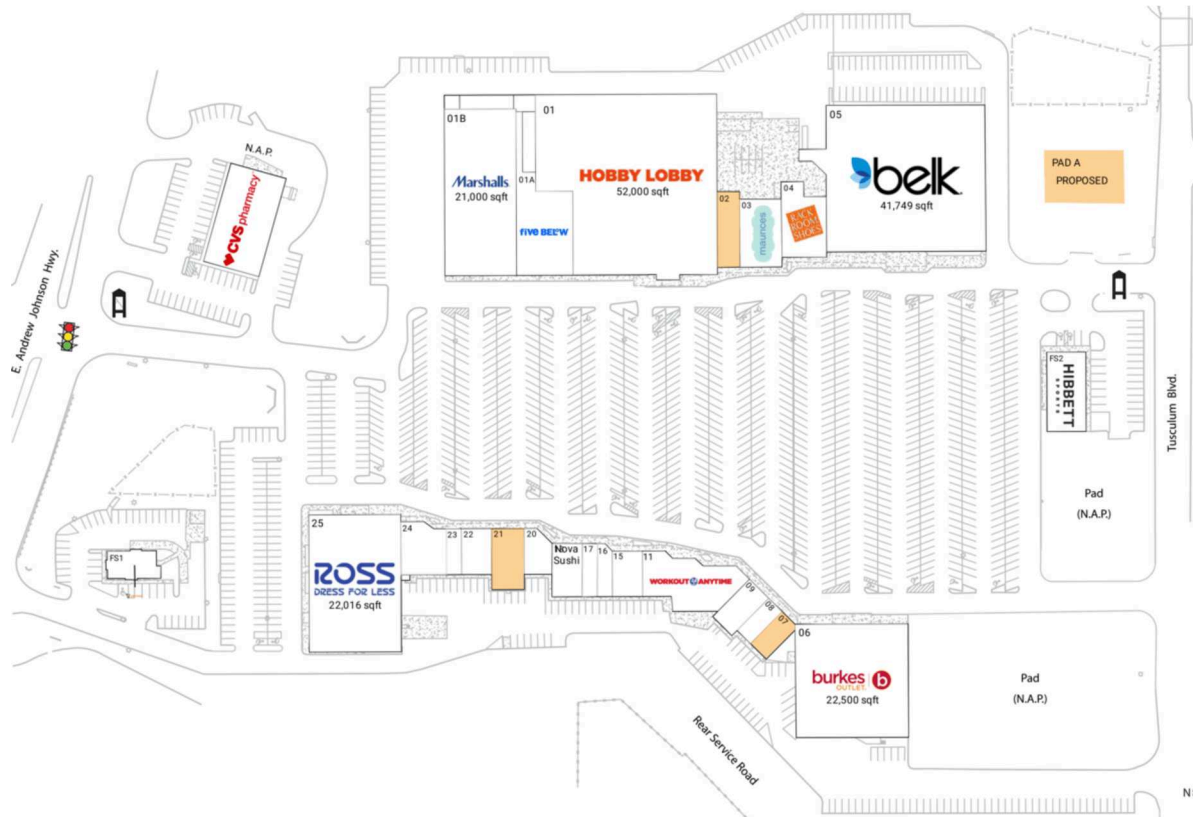 N.A.P.
CVS pharmacy
E. Andrew Johnson Hwy.
01B
Marshalls
21,000 sqft
01
01A
five BELOW
HOBBY LOBBY
52,000 sqft
02
03
maurices
04
RACK
ROOM
SHOES
05
belk
41,749 sqft
PAD A
PROPOSED
FS2
HIBBETT
SPORTS
Tusculum Blvd.
Pad
(N.A.P.)
FS1
25
ROSS
DRESS FOR LESS
22,016 sqft
24
23
22
21
20
Nova
Sushi
17
16
15
11
WORKOUT ANYTIME
09
08
07
06
burkes b
OUTLET
22,500 sqft
Pad
(N.A.P.)
Rear Service Road